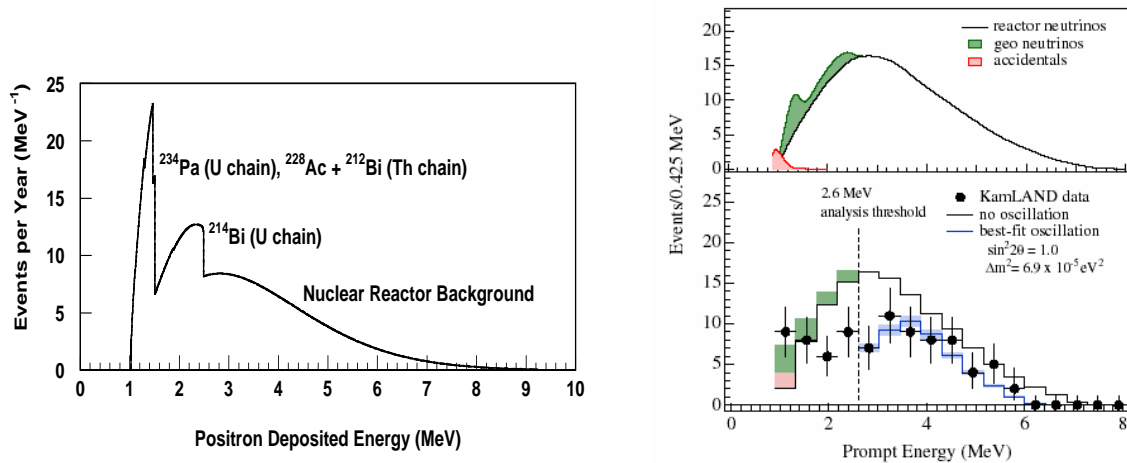 Events per Year (MeV⁻¹)
25
20
15
10
5
0
²³⁴Pa (U chain), ²²⁸Ac + ²¹²Bi (Th chain)
²¹⁴Bi (U chain)
Nuclear Reactor Background
0 1 2 3 4 5 6 7 8 9 10
Positron Deposited Energy (MeV)
Events/0.425 MeV
20
15
10
5
0
reactor neutrinos
geo neutrinos
accidentals
25
20
15
10
5
0
2.6 MeV
analysis threshold
KamLAND data
no oscillation
best-fit oscillation
sin²2θ = 1.0
Δm² = 6.9 x 10⁻⁵ eV²
0 2 4 6 8
Prompt Energy (MeV)